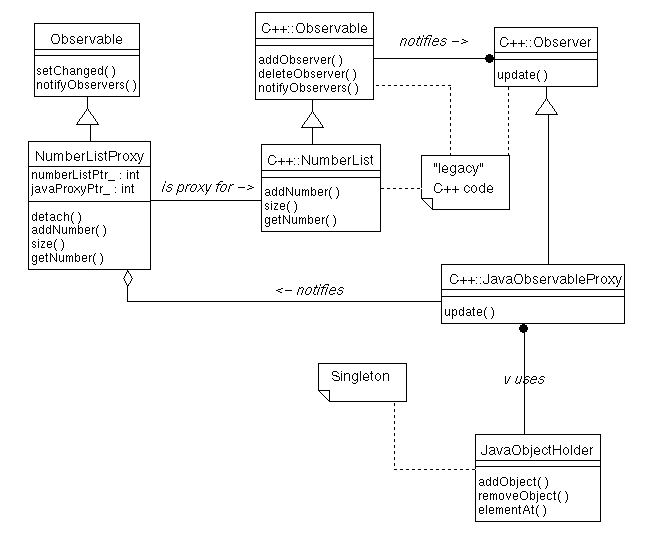 Observable
setChanged( )
notifyObservers( )
C++::Observable
addObserver( )
deleteObserver( )
notifyObservers( )
notifies –>
C++::Observer
update( )
NumberListProxy
numberListPtr_ : int
javaProxyPtr_ : int
detach( )
addNumber( )
size( )
getNumber( )
is proxy for –>
C++::NumberList
addNumber( )
size( )
getNumber( )
"legacy"
C++ code
<– notifies
C++::JavaObservableProxy
update( )
Singleton
v uses
JavaObjectHolder
addObject( )
removeObject( )
elementAt( )